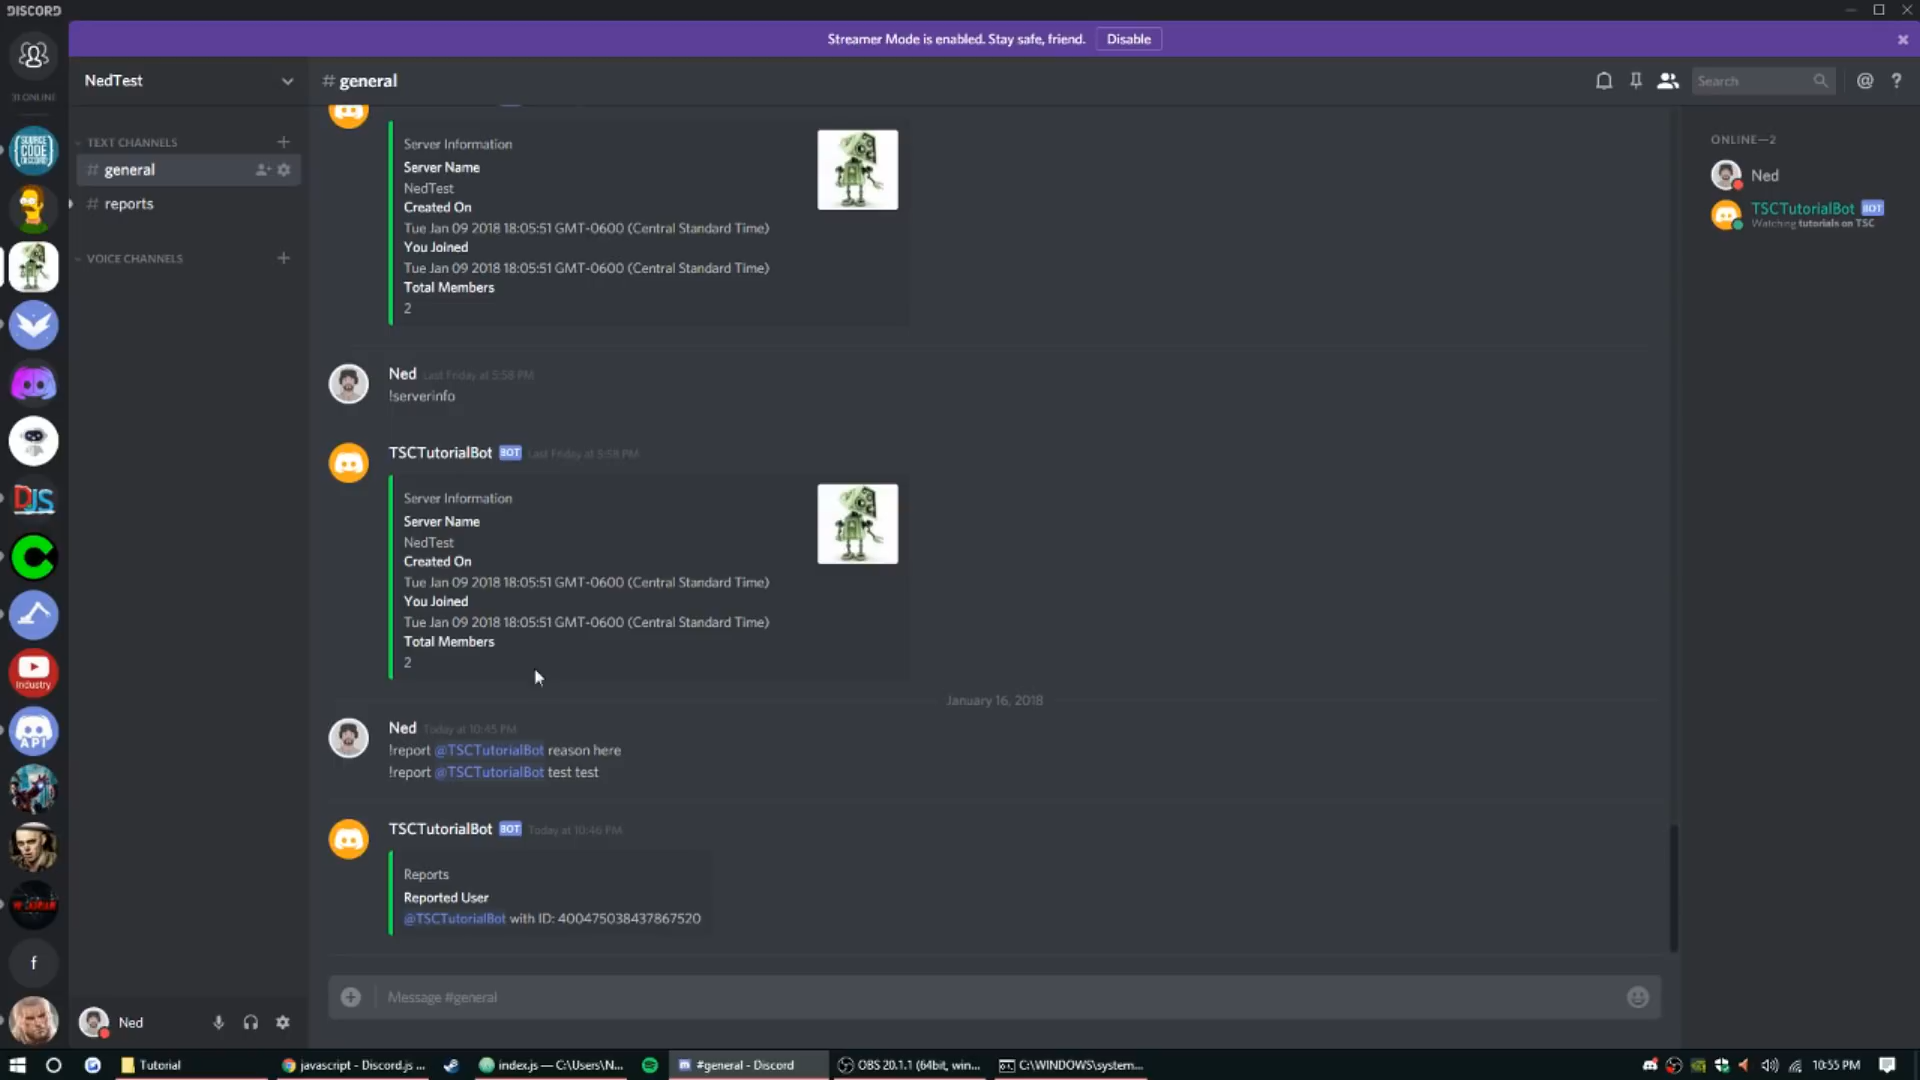 DISCORD
Streamer Mode is enabled. Stay safe, friend.
Disable
31 ONLINE
NedTest
# general
Search
@
?
TEXT CHANNELS
# general
# reports
VOICE CHANNELS
SOURCE
CODE
DJS
Industry
API
f
Server Information
Server Name
NedTest
Created On
Tue Jan 09 2018 18:05:51 GMT-0600 (Central Standard Time)
You Joined
Tue Jan 09 2018 18:05:51 GMT-0600 (Central Standard Time)
Total Members
2
Ned Last Friday at 5:58 PM
!serverinfo
TSCTutorialBot BOT Last Friday at 5:58 PM
Server Information
Server Name
NedTest
Created On
Tue Jan 09 2018 18:05:51 GMT-0600 (Central Standard Time)
You Joined
Tue Jan 09 2018 18:05:51 GMT-0600 (Central Standard Time)
Total Members
2
January 16, 2018
Ned Today at 10:45 PM
!report @TSCTutorialBot reason here
!report @TSCTutorialBot test test
TSCTutorialBot BOT Today at 10:46 PM
Reports
Reported User
@TSCTutorialBot with ID: 400475038437867520
Message #general
ONLINE—2
Ned
TSCTutorialBot BOT
Watching tutorials on TSC
Ned
Tutorial
javascript - Discord.js ...
index.js — C:\Users\N...
#general - Discord
OBS 20.1.1 (64bit, win...
C:\WINDOWS\system...
10:55 PM